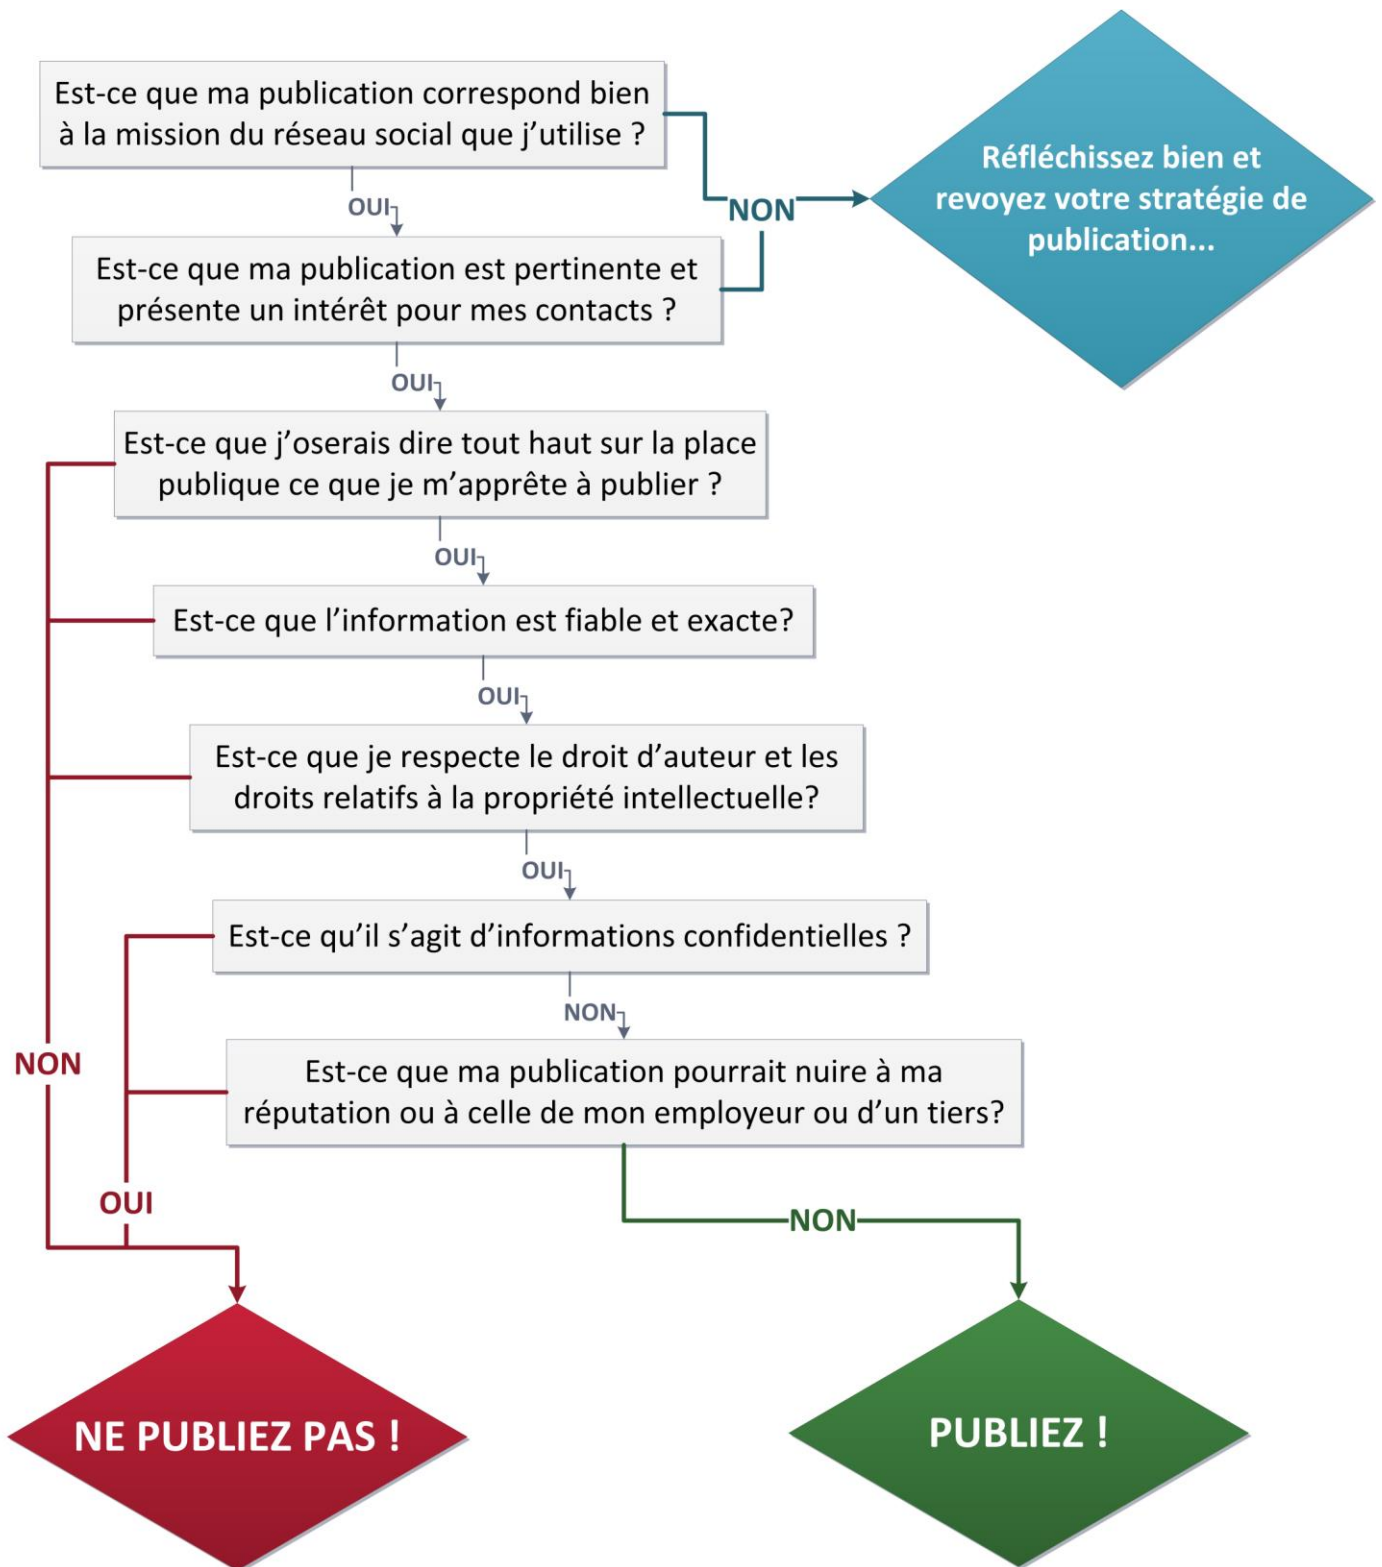 Est-ce que ma publication correspond bien
à la mission du réseau social que j’utilise ?
Réfléchissez bien et
revoyez votre stratégie de
publication...
NON
OUI
Est-ce que ma publication est pertinente et
présente un intérêt pour mes contacts ?
OUI
Est-ce que j’oserais dire tout haut sur la place
publique ce que je m’apprête à publier ?
OUI
Est-ce que l’information est fiable et exacte?
OUI
Est-ce que je respecte le droit d’auteur et les
droits relatifs à la propriété intellectuelle?
OUI
Est-ce qu’il s’agit d’informations confidentielles ?
NON
NON
Est-ce que ma publication pourrait nuire à ma
réputation ou à celle de mon employeur ou d’un tiers?
OUI
NON
NE PUBLIEZ PAS !
PUBLIEZ !